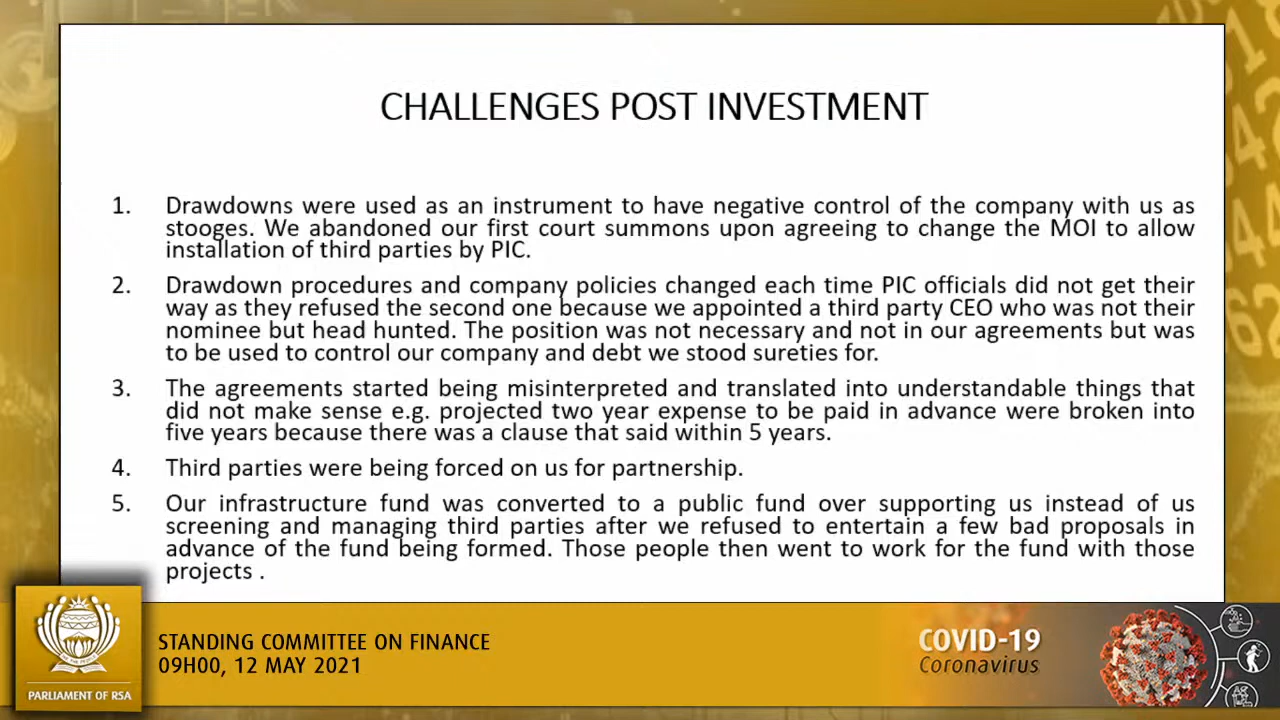 CHALLENGES POST INVESTMENT
1. Drawdowns were used as an instrument to have negative control of the company with us as
stooges. We abandoned our first court summons upon agreeing to change the MOI to allow
installation of third parties by PIC.
2. Drawdown procedures and company policies changed each time PIC officials did not get their
way as they refused the second one because we appointed a third party CEO who was not their
nominee but head hunted. The position was not necessary and not in our agreements but was
to be used to control our company and debt we stood sureties for.
3. The agreements started being misinterpreted and translated into understandable things that
did not make sense e.g. projected two year expense to be paid in advance were broken into
five years because there was a clause that said within 5 years.
4. Third parties were being forced on us for partnership.
5. Our infrastructure fund was converted to a public fund over supporting us instead of us
screening and managing third parties after we refused to entertain a few bad proposals in
advance of the fund being formed. Those people then went to work for the fund with those
projects .
STANDING COMMITTEE ON FINANCE
09H00, 12 MAY 2021
PARLIAMENT OF RSA
COVID-19
Coronavirus